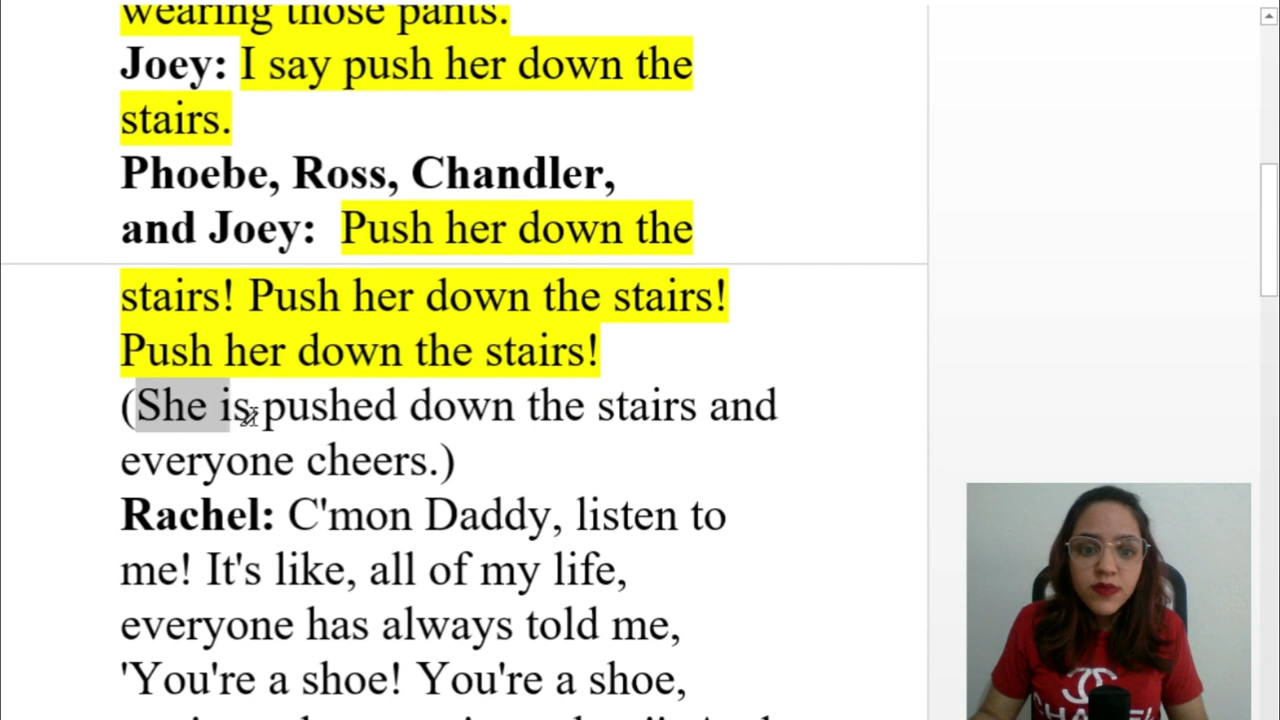 wearing those pants.
Joey: I say push her down the
stairs.
Phoebe, Ross, Chandler,
and Joey: Push her down the
stairs! Push her down the stairs!
Push her down the stairs!
(She is pushed down the stairs and
everyone cheers.)
Rachel: C'mon Daddy, listen to
me! It's like, all of my life,
everyone has always told me,
'You're a shoe! You're a shoe,